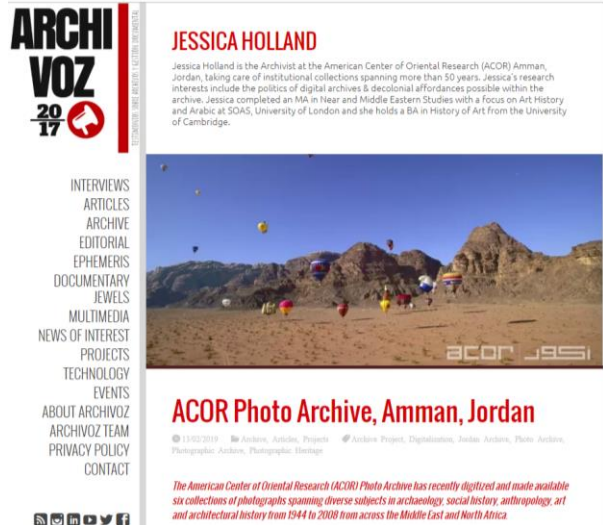 ARCHI
VOZ
20
17
INTERVIEWS
ARTICLES
ARCHIVE
EDITORIAL
EPHEMERIS
DOCUMENTARY
JEWELS
MULTIMEDIA
NEWS OF INTEREST
PROJECTS
TECHNOLOGY
EVENTS
ABOUT ARCHIVOZ
ARCHIVOZ TEAM
PRIVACY POLICY
CONTACT
JESSICA HOLLAND
Jessica Holland is the Archivist at the American Center of Oriental Research (ACOR) Amman,
Jordan, taking care of institutional collections spanning more than 50 years. Jessica's research
interests include the politics of digital archives & decolonial affordances possible within the
archive. Jessica completed an MA in Near and Middle Eastern Studies with a focus on Art History
and Arabic at SOAS, University of London and she holds a BA in History of Art from the University
of Cambridge.
acor
ACOR Photo Archive, Amman, Jordan
13/02/2019 Archive, Articles, Projects Archive Project, Digitalization, Jordan Archive, Photo Archive,
Photographic Archive, Photographic Heritage
The American Center of Oriental Research (ACOR) Photo Archive has recently digitized and made available
six collections of photographs spanning diverse subjects in archaeology, social history, anthropology, art
and architectural history from 1944 to 2008 from across the Middle East and North Africa.